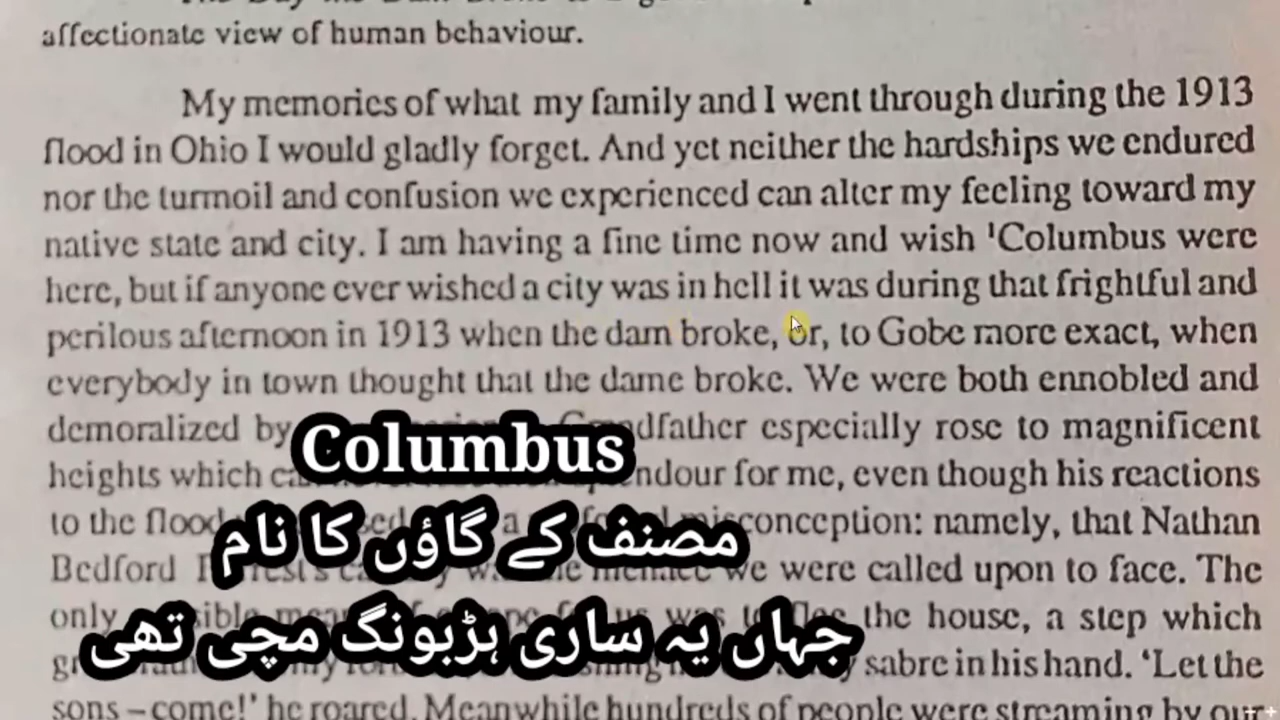 affectionate view of human behaviour.
My memories of what my family and I went through during the 1913
flood in Ohio I would gladly forget. And yet neither the hardships we endured
nor the turmoil and confusion we experienced can alter my feeling toward my
native state and city. I am having a fine time now and wish 'Columbus were
here, but if anyone ever wished a city was in hell it was during that frightful and
perilous afternoon in 1913 when the dam broke, or, to Gobe more exact, when
everybody in town thought that the dame broke. We were both ennobled and
demoralized by dfather especially rose to magnificent
heights which endour for me, even though his reactions
to the flood misconception: namely, that Nathan
Bedford we were called upon to face. The
only the house, a step which
sabre in his hand. 'Let the
sons – come!' he roared. Meanwhile hundreds of people were streaming by our
Columbus
مصنف کے گاؤں کا نام
جہاں یہ ساری ہڑبونگ مچی تھی